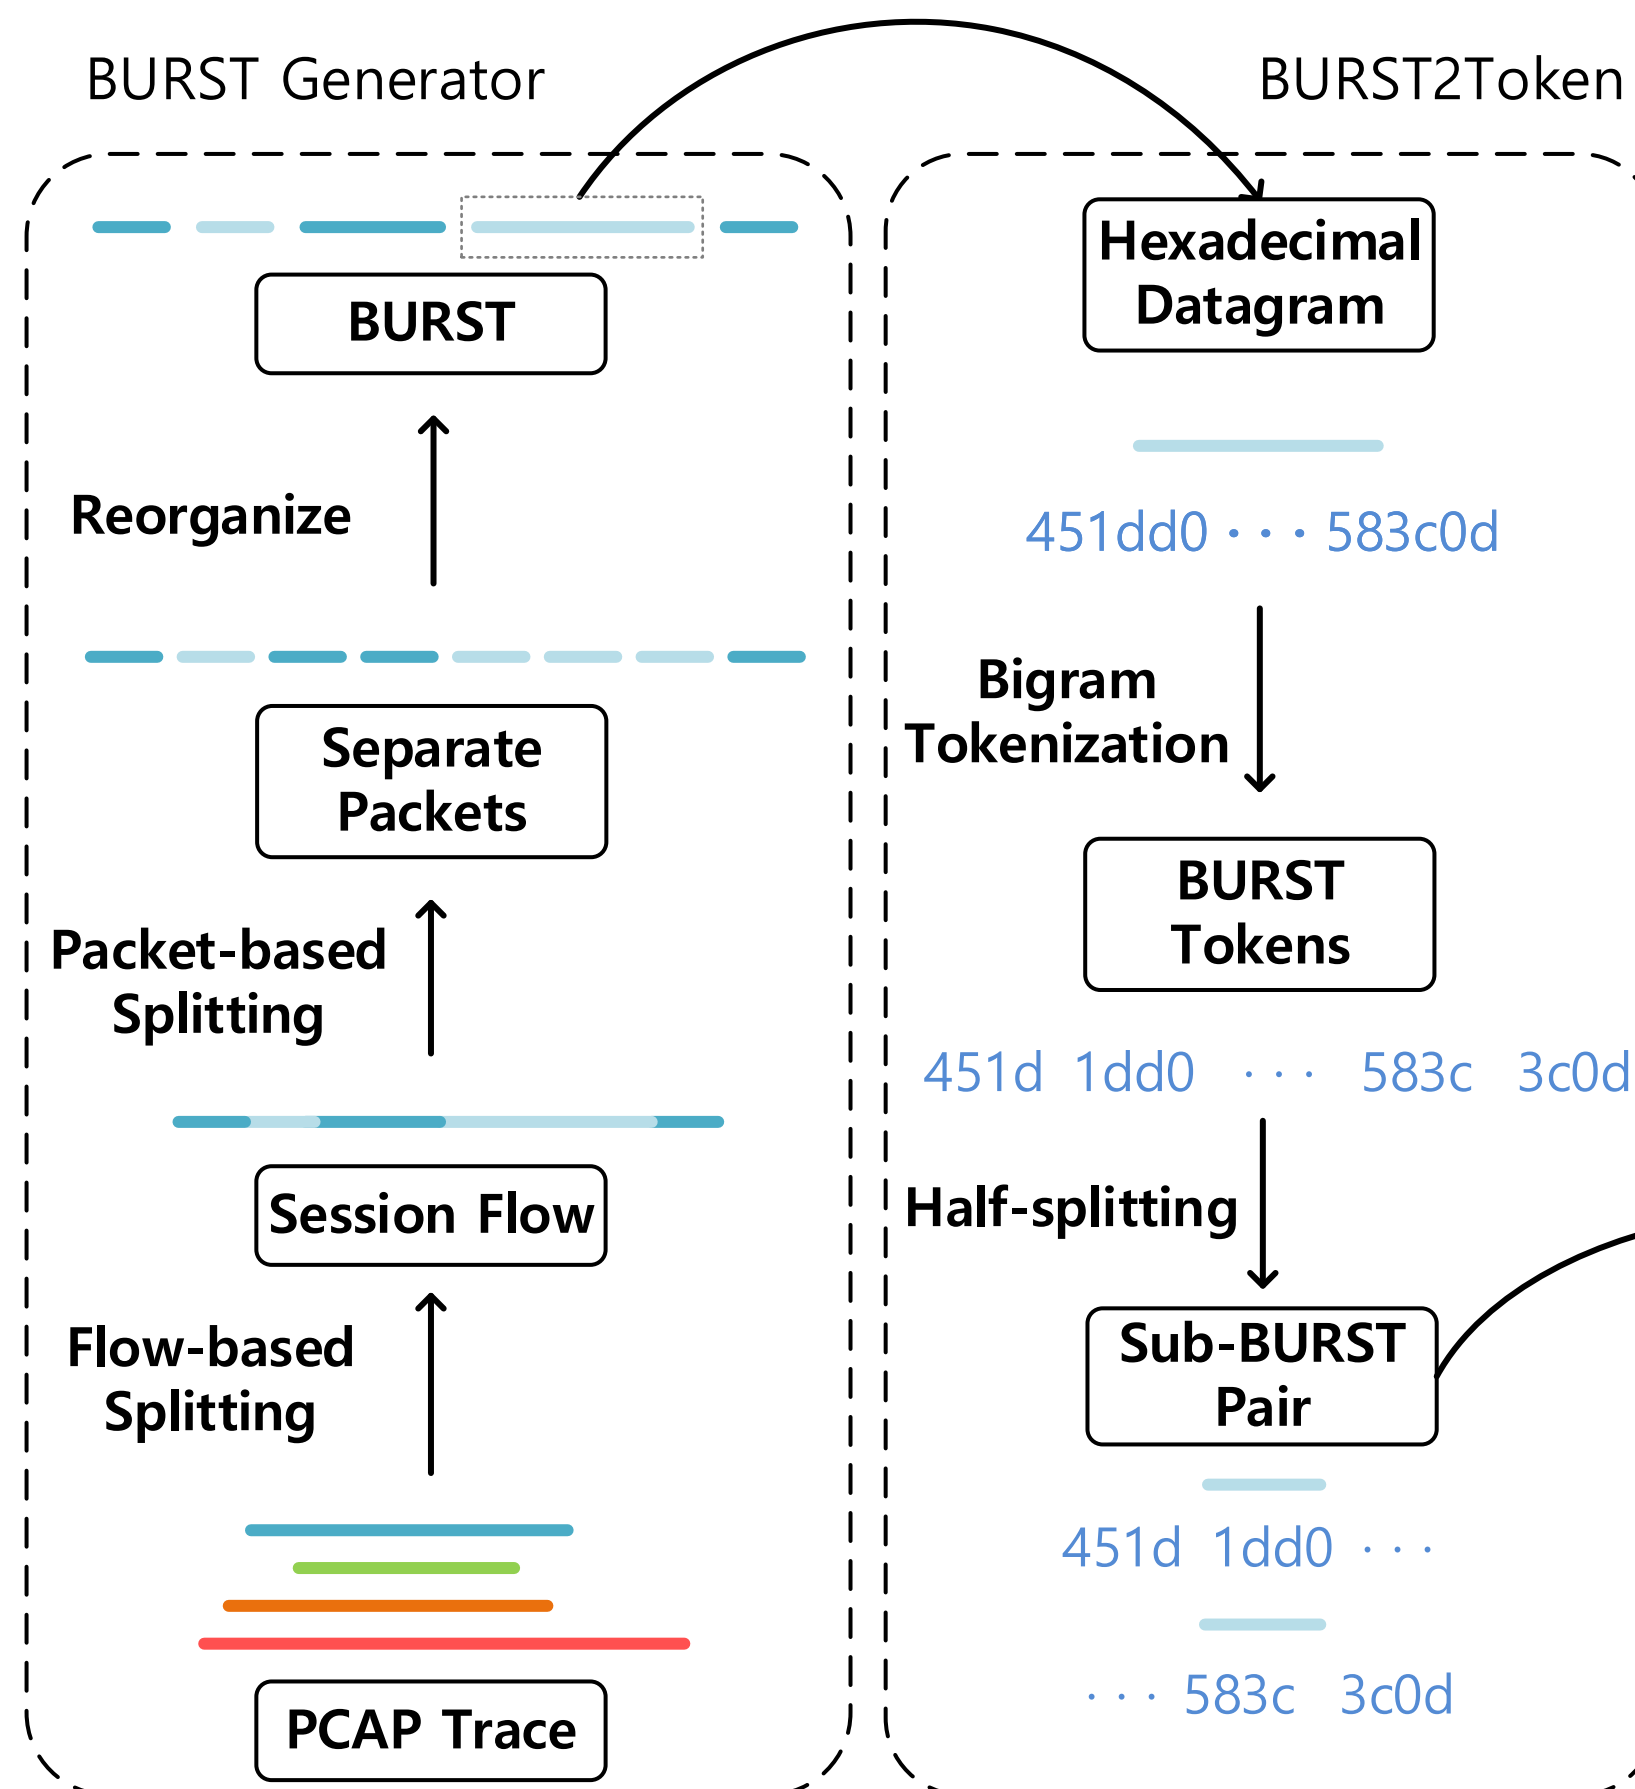 BURST Generator
BURST
Reorganize
Separate
Packets
Packet-based
Splitting
Session Flow
Flow-based
Splitting
PCAP Trace
BURST2Token
Hexadecimal
Datagram
451dd0 · · · 583c0d
Bigram
Tokenization
BURST
Tokens
451d 1dd0 · · · 583c 3c0d
Half-splitting
Sub-BURST
Pair
451d 1dd0 · · ·
· · · 583c 3c0d